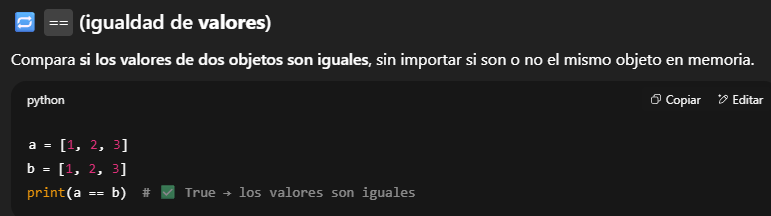 🔁 == (igualdad de valores)
Compara si los valores de dos objetos son iguales, sin importar si son o no el mismo objeto en memoria.
python Copiar Editar
a = [1, 2, 3]
b = [1, 2, 3]
print(a == b)  # ✅ True → los valores son iguales